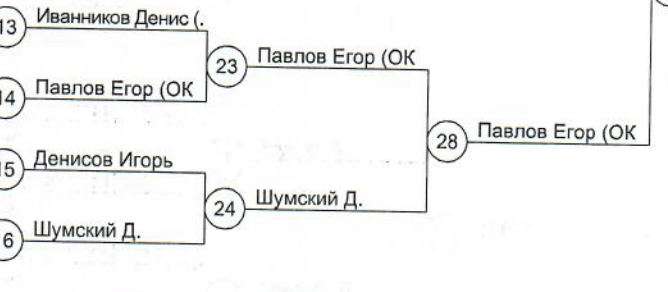 13 Иванников Денис (.
23 Павлов Егор (ОК
14 Павлов Егор (ОК
28 Павлов Егор (ОК
15 Денисов Игорь
24 Шумский Д.
6 Шумский Д.